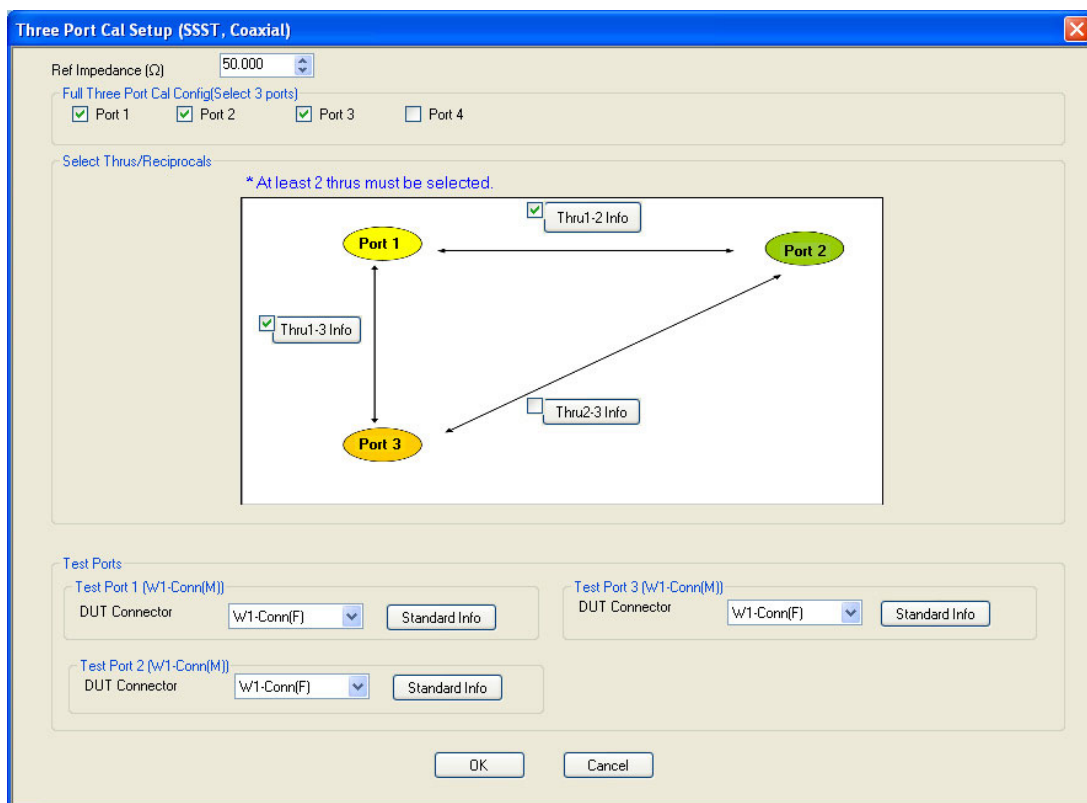 Three Port Cal Setup (SSST, Coaxial)
Ref Impedance (Ω) 50.000
Full Three Port Cal Config(Select 3 ports)
Port 1 Port 2 Port 3 Port 4
Select Thrus/Reciprocals
* At least 2 thrus must be selected.
Thru1-2 Info
Port 1
Port 2
Thru1-3 Info
Thru2-3 Info
Port 3
Test Ports
Test Port 1 (W1-Conn(M))
DUT Connector W1-Conn(F) Standard Info
Test Port 3 (W1-Conn(M))
DUT Connector W1-Conn(F) Standard Info
Test Port 2 (W1-Conn(M))
DUT Connector W1-Conn(F) Standard Info
OK Cancel